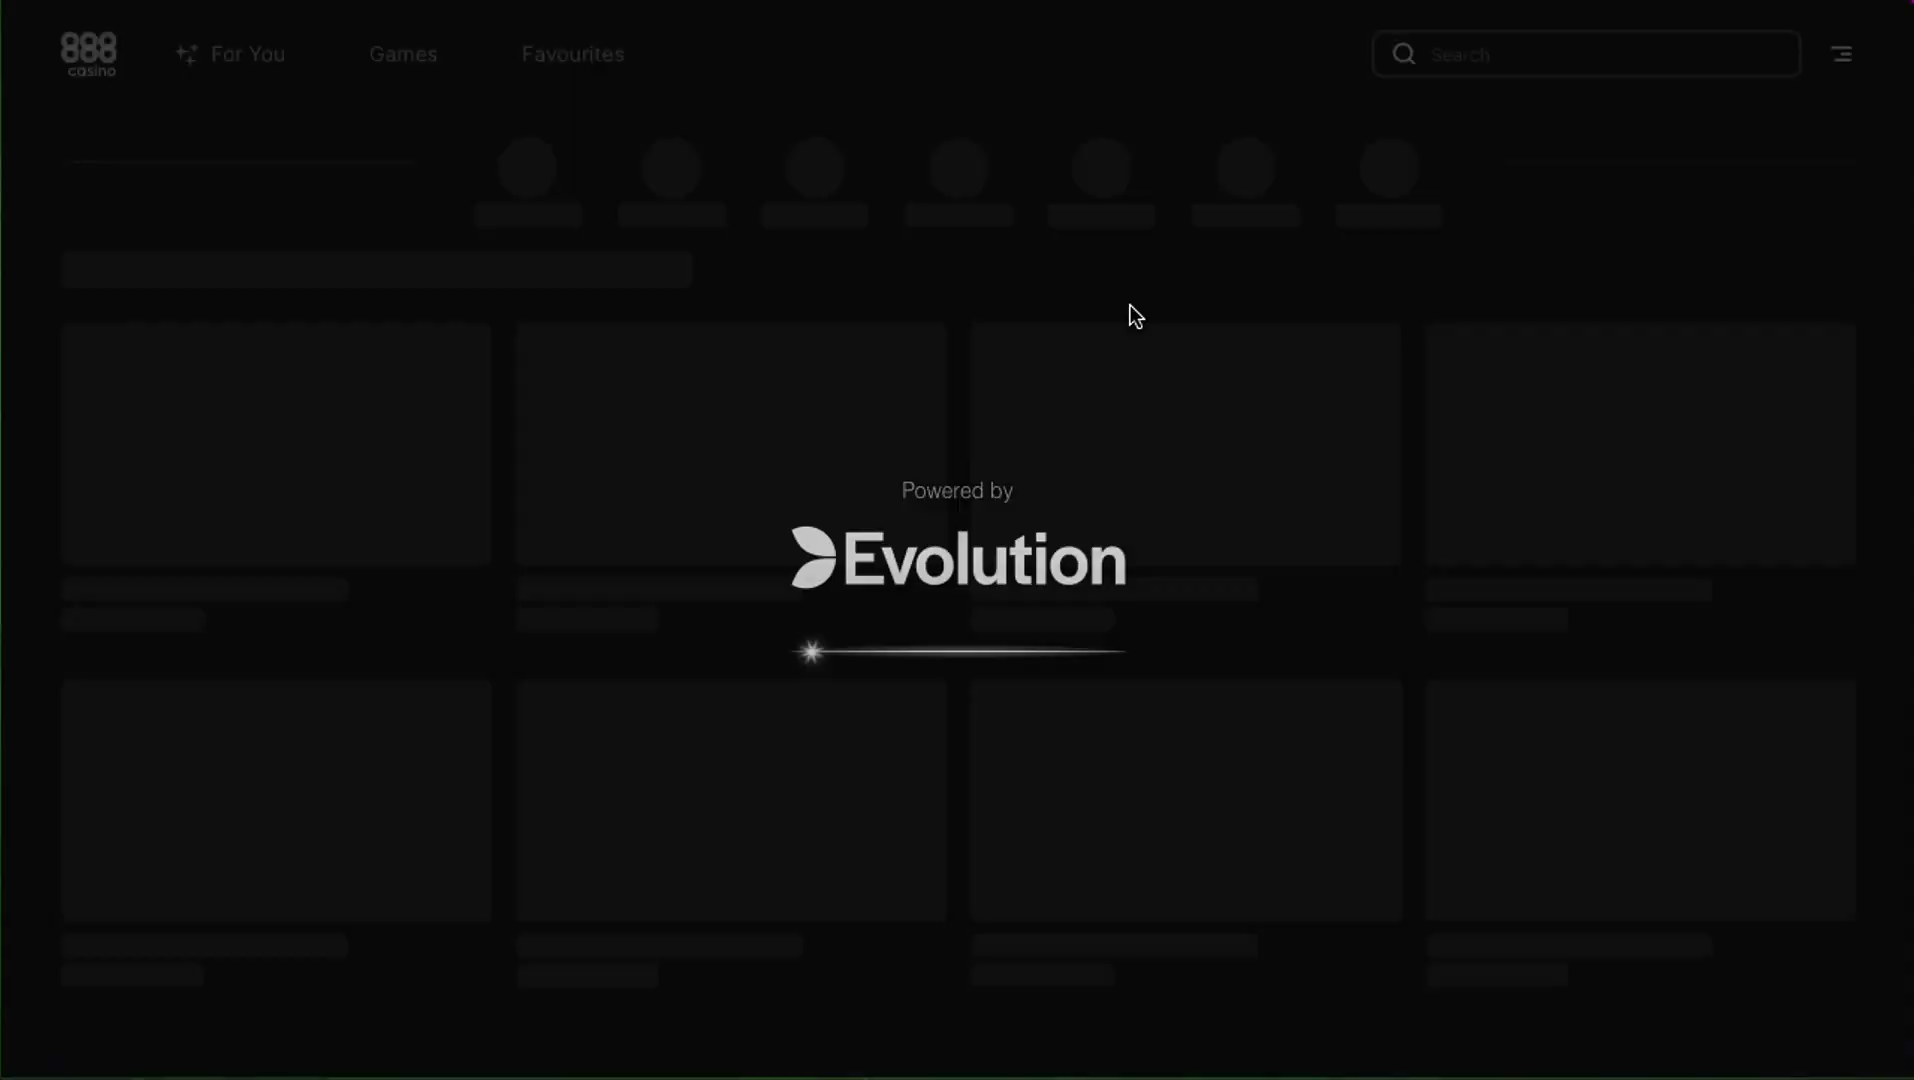 888
casino
For You
Games
Favourites
Search
Powered by
Evolution